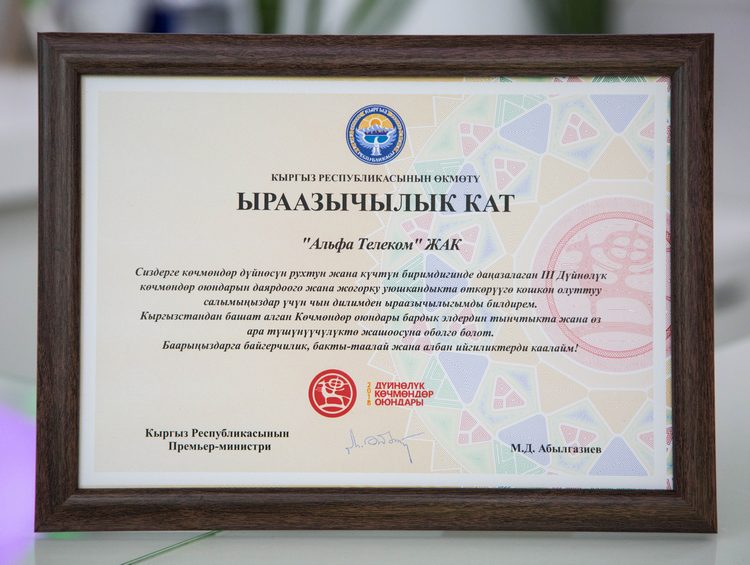 КЫРГЫЗ
РЕСПУБЛИКАСЫ
КЫРГЫЗ РЕСПУБЛИКАСЫНЫН ӨКМӨТҮ
ЫРААЗЫЧЫЛЫК КАТ
"Альфа Телеком" ЖАК
Сиздерге көчмөндөр дүйнөсүн рухтун жана күчтүн биримдигинде даңазалаган III Дүйнөлүк
көчмөндөр оюндарын даярдоого жана жогорку уюшкандыкта өткөрүүгө кошкон олуттуу
салымыңыздар үчүн чын дилимден ыраазычылыгымды билдирем.
Кыргызстандан башат алган Көчмөндөр оюндары бардык элдердин тынчтыкта жана өз
ара түшүнүүчүлүктө жашоосуна өбөлгө болот.
Баарыңыздарга байгерчилик, бакты-таалай жана албан ийгиликтерди каалайм!
2018
ДҮЙНӨЛҮК
КӨЧМӨНДӨР
ОЮНДАРЫ
Кыргыз Республикасынын
Премьер-министри
М.Д. Абылгазиев